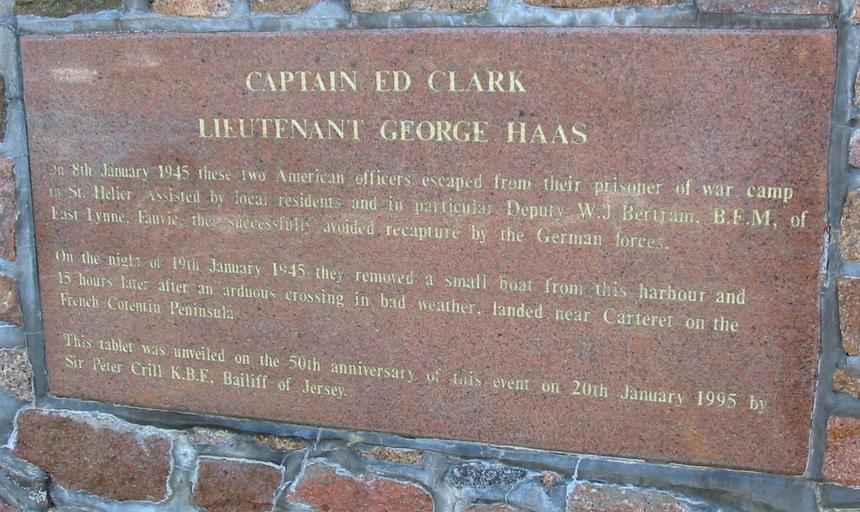 CAPTAIN ED CLARK
LIEUTENANT GEORGE HAAS
On 8th January 1945 these two American officers escaped from their prisoner of war camp
in St. Helier. Assisted by local residents and in particular Deputy W.J Bertram, B.E.M, of
East Lynne, Fauvic, they successfully avoided recapture by the German forces.
On the night of 19th January 1945 they removed a small boat from this harbour and
15 hours later after an arduous crossing in bad weather, landed near Carteret on the
French Cotentin Peninsula
This tablet was unveiled on the 50th anniversary of this event on 20th January 1995 by
Sir Peter Crill K.B.E, Bailiff of Jersey.